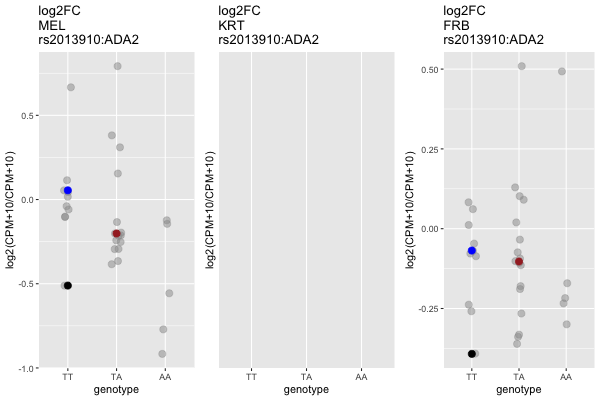 log2FC
MEL
rs2013910:ADA2
log2(CPM+10/CPM+10)
0.5
0.0
-0.5
-1.0
TT TA AA
genotype
log2FC
KRT
rs2013910:ADA2
log2(CPM+10/CPM+10)
TT TA AA
genotype
log2FC
FRB
rs2013910:ADA2
log2(CPM+10/CPM+10)
0.50
0.25
0.00
-0.25
TT TA AA
genotype